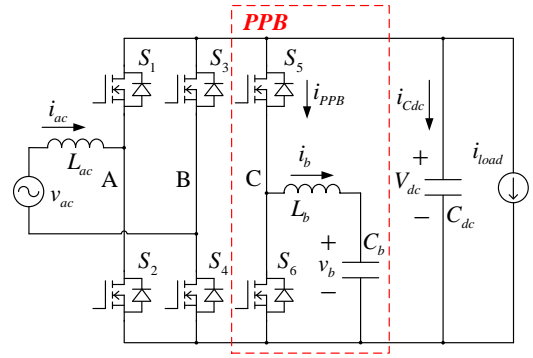 PPB
S1 S3 S5
iac iPPB iCdc
Lac A B C ib Vdc + iload
vac Lb − Cdc
S2 S4 S6 + vb − Cb